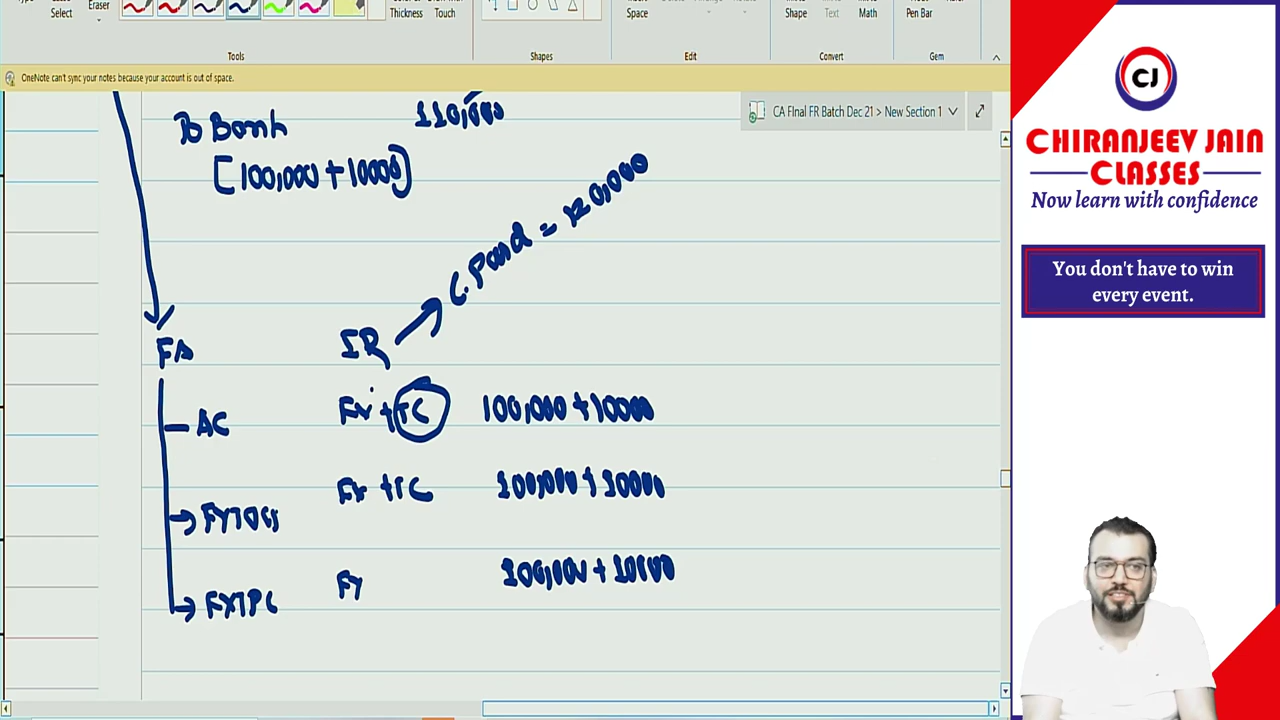 Eraser
Select
Thickness
Touch
Space
Shape
Text
Math
Pen Bar
Tools
Shapes
Edit
Convert
Gem
OneNote can't sync your notes because your account is out of space.
CA FInal FR Batch Dec 21 > New Section 1
B Bank 110,000
[100,000 + 10000]
C. Paid = 120,000
FA IR
AC FV + TC 100,000 + 10000
FVTOCI FV + TC 100,000 + 10000
FVTPL FV 100,000 + 10000
CJ
CHIRANJEEV JAIN
CLASSES
Now learn with confidence
You don't have to win
every event.